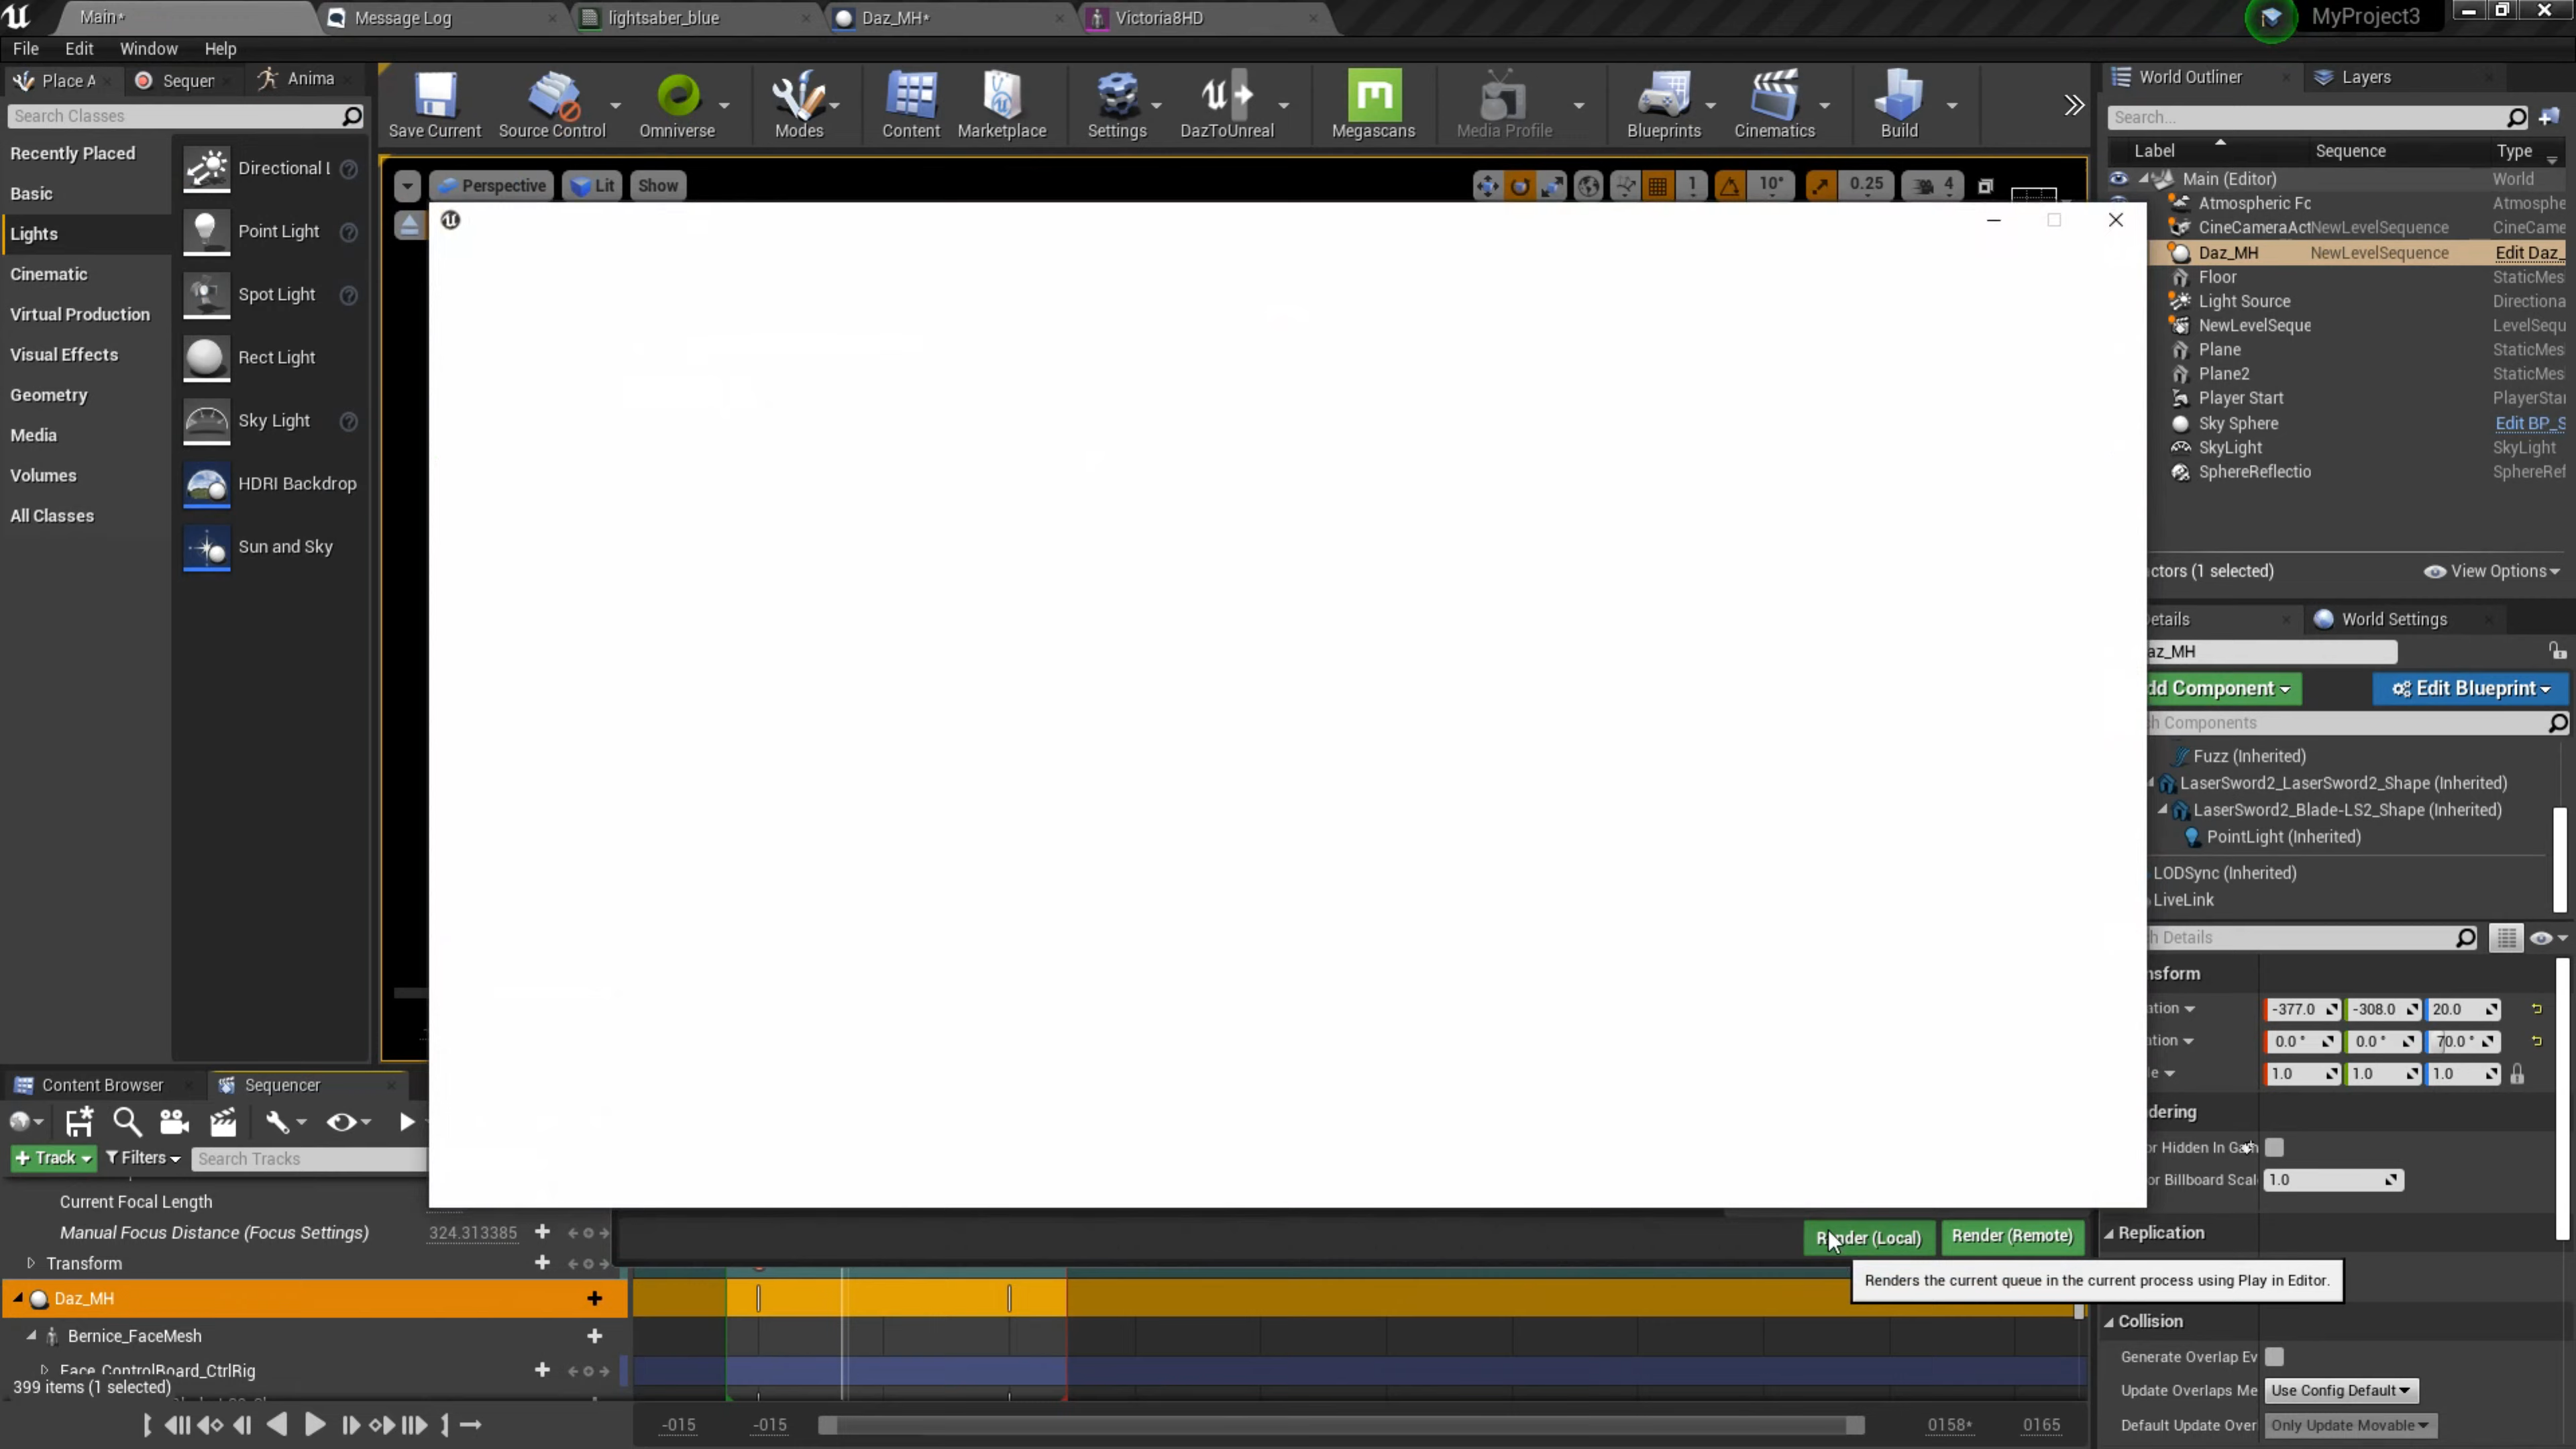 Main*
Message Log
lightsaber_blue
Daz_MH*
Victoria8HD
MyProject3
File
Edit
Window
Help
Place A
Sequer
Anima
Search Classes
Recently Placed
Basic
Lights
Cinematic
Virtual Production
Visual Effects
Geometry
Media
Volumes
All Classes
Directional L
Point Light
Spot Light
Rect Light
Sky Light
HDRI Backdrop
Sun and Sky
Save Current
Source Control
Omniverse
Modes
Content
Marketplace
Settings
DazToUnreal
Megascans
Media Profile
Blueprints
Cinematics
Build
Perspective
Lit
Show
1
10°
0.25
4
World Outliner
Layers
Search...
Label
Sequence
Type
Main (Editor)
World
Atmospheric Fc
Atmosphe
CineCameraAct
NewLevelSequence
CineCame
Daz_MH
NewLevelSequence
Edit Daz_
Floor
StaticMes
Light Source
Directiona
NewLevelSeque
LevelSequ
Plane
StaticMes
Plane2
StaticMes
Player Start
PlayerStar
Sky Sphere
Edit BP_S
SkyLight
SkyLight
SphereReflectio
SphereRef
ctors (1 selected)
View Options
etails
World Settings
az_MH
dd Component
Edit Blueprint
h Components
Fuzz (Inherited)
LaserSword2_LaserSword2_Shape (Inherited)
LaserSword2_Blade-LS2_Shape (Inherited)
PointLight (Inherited)
LODSync (Inherited)
LiveLink
h Details
nsform
ation
-377.0
-308.0
20.0
ation
0.0 °
0.0 °
70.0 °
le
1.0
1.0
1.0
dering
or Hidden In Gam
or Billboard Scal
1.0
Replication
Collision
Generate Overlap Ev
Update Overlaps Me
Use Config Default
Default Update Over
Only Update Movable
Content Browser
Sequencer
+ Track
Filters
Search Tracks
Current Focal Length
Manual Focus Distance (Focus Settings)
324.313385
Transform
Daz_MH
Bernice_FaceMesh
Face_ControlBoard_CtrlRig
399 items (1 selected)
Render (Local)
Render (Remote)
Renders the current queue in the current process using Play in Editor.
-015
-015
0158*
0165